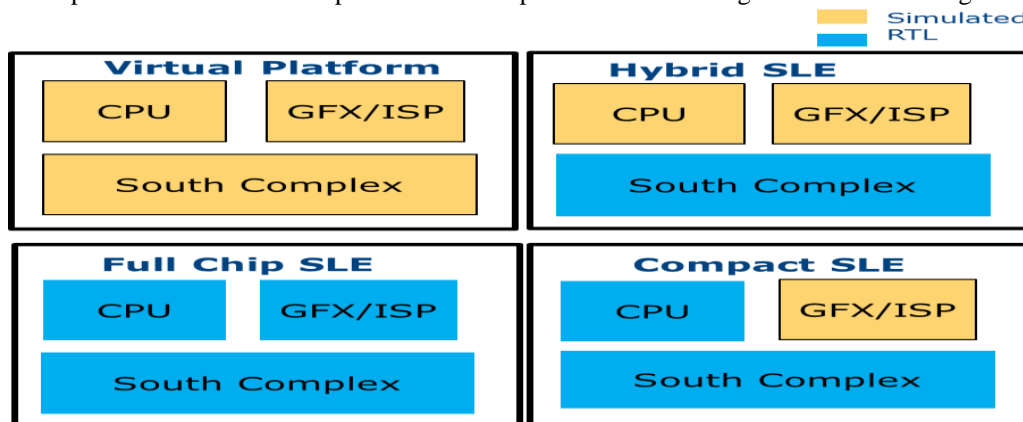 Simulated
RTL
Virtual Platform
CPU
GFX/ISP
South Complex
Hybrid SLE
CPU
GFX/ISP
South Complex
Full Chip SLE
CPU
GFX/ISP
South Complex
Compact SLE
CPU
GFX/ISP
South Complex